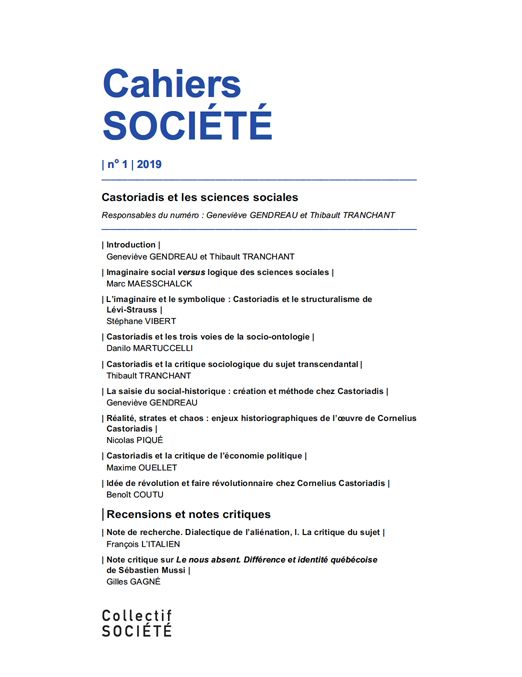 Cahiers
SOCIÉTÉ
| nº 1 | 2019
Castoriadis et les sciences sociales
Responsables du numéro : Geneviève GENDREAU et Thibault TRANCHANT
| Introduction |
Geneviève GENDREAU et Thibault TRANCHANT
| Imaginaire social versus logique des sciences sociales |
Marc MAESSCHALCK
| L'imaginaire et le symbolique : Castoriadis et le structuralisme de
Lévi-Strauss |
Stéphane VIBERT
| Castoriadis et les trois voies de la socio-ontologie |
Danilo MARTUCCELLI
| Castoriadis et la critique sociologique du sujet transcendantal |
Thibault TRANCHANT
| La saisie du social-historique : création et méthode chez Castoriadis |
Geneviève GENDREAU
| Réalité, strates et chaos : enjeux historiographiques de l'œuvre de Cornelius
Castoriadis |
Nicolas PIQUÉ
| Castoriadis et la critique de l'économie politique |
Maxime OUELLET
| Idée de révolution et faire révolutionnaire chez Cornelius Castoriadis |
Benoît COUTU
| Recensions et notes critiques
| Note de recherche. Dialectique de l'aliénation, I. La critique du sujet |
François L'ITALIEN
| Note critique sur Le nous absent. Différence et identité québécoise
de Sébastien Mussi |
Gilles GAGNÉ
Collectif
SOCIÉTÉ